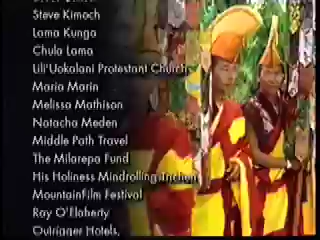 Steve Kimoch
Lama Kunga
Chula Lama
Lili'Uokalani Protestant Church
Maria Marin
Melissa Mathison
Natacha Meden
Middle Path Travel
The Milarepa Fund
His Holiness Mindrolling Trichen
MountainFilm Festival
Ray O'Flaherty
Outrigger Hotels,